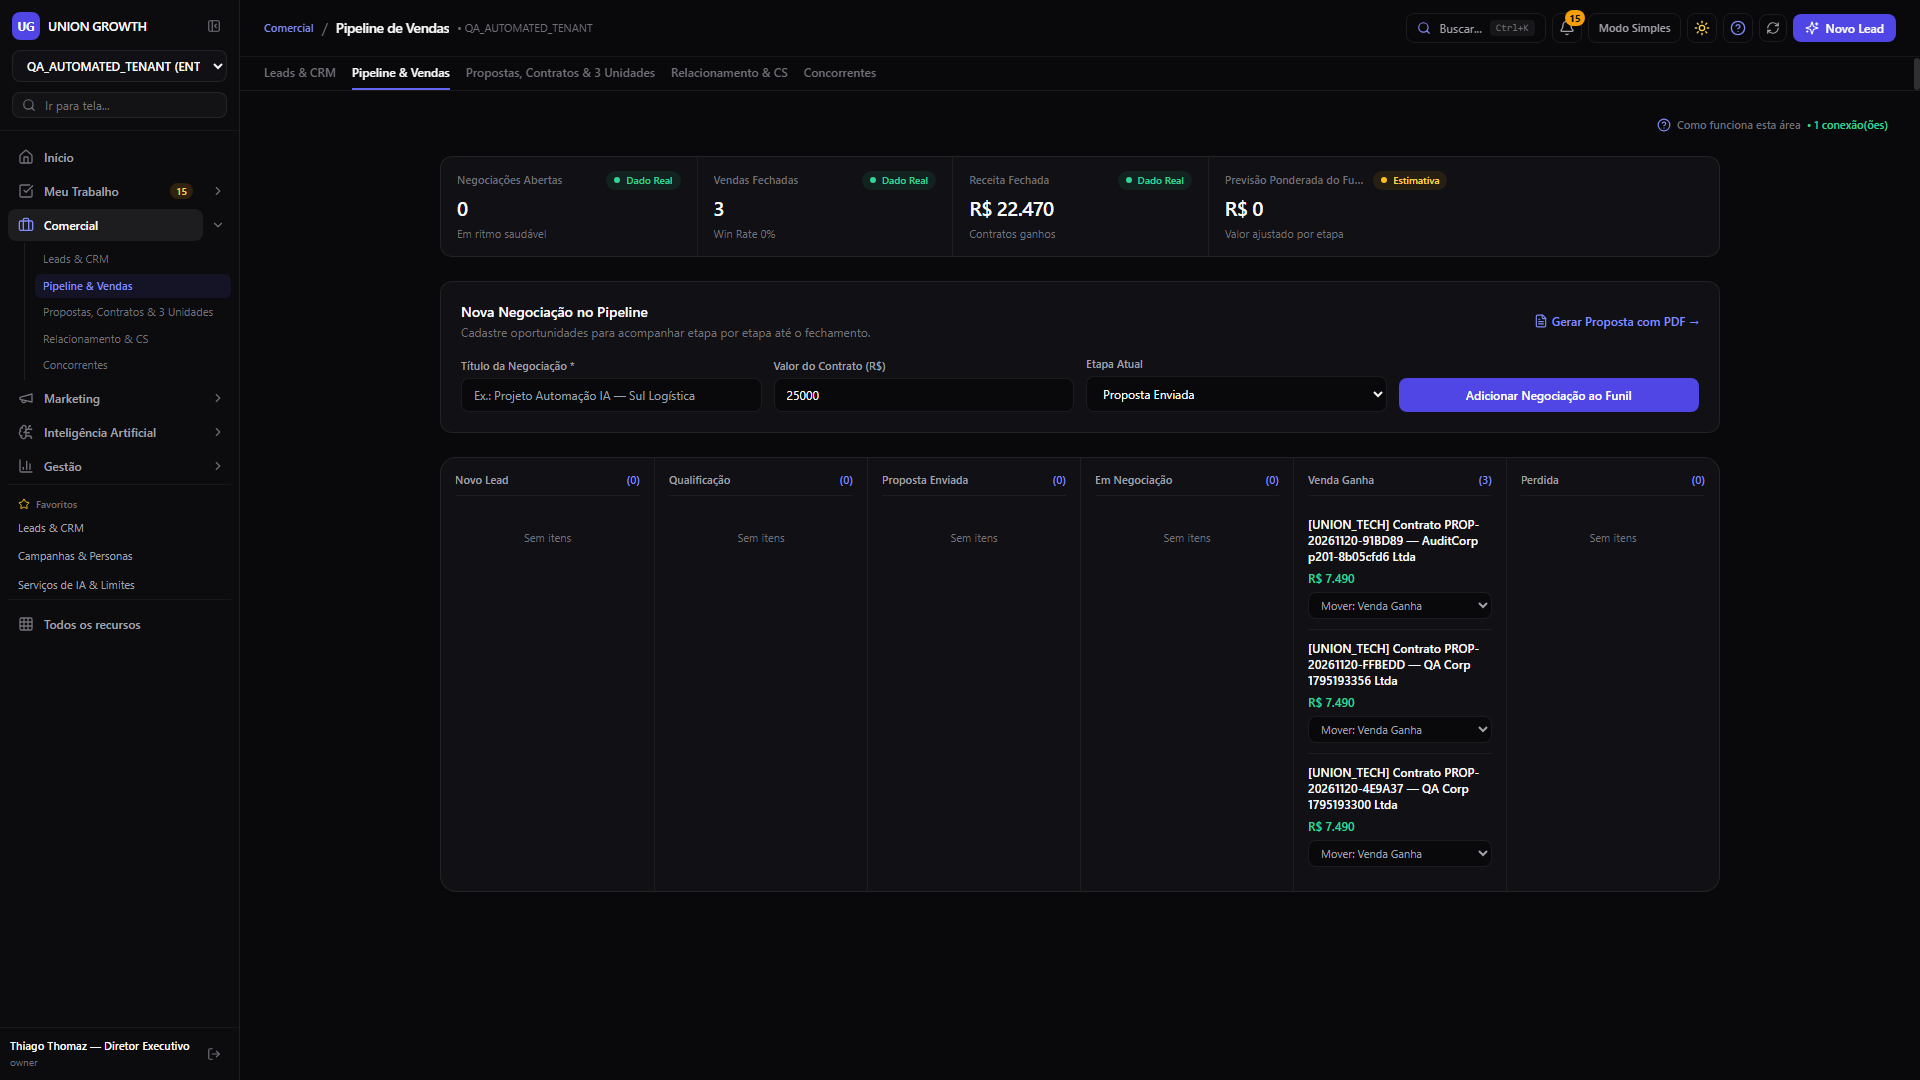 UG UNION GROWTH
QA_AUTOMATED_TENANT (ENT
Ir para tela...
Início
Meu Trabalho 15
Comercial
Leads & CRM
Pipeline & Vendas
Propostas, Contratos & 3 Unidades
Relacionamento & CS
Concorrentes
Marketing
Inteligência Artificial
Gestão
Favoritos
Leads & CRM
Campanhas & Personas
Serviços de IA & Limites
Todos os recursos
Thiago Thomaz — Diretor Executivo
owner
Comercial / Pipeline de Vendas • QA_AUTOMATED_TENANT
Buscar... Ctrl+K
15
Modo Simples
Novo Lead
Leads & CRM
Pipeline & Vendas
Propostas, Contratos & 3 Unidades
Relacionamento & CS
Concorrentes
Como funciona esta área • 1 conexão(ões)
Negociações Abertas
Dado Real
0
Em ritmo saudável
Vendas Fechadas
Dado Real
3
Win Rate 0%
Receita Fechada
Dado Real
R$ 22.470
Contratos ganhos
Previsão Ponderada do Fu...
Estimativa
R$ 0
Valor ajustado por etapa
Nova Negociação no Pipeline
Cadastre oportunidades para acompanhar etapa por etapa até o fechamento.
Gerar Proposta com PDF →
Título da Negociação *
Ex.: Projeto Automação IA — Sul Logística
Valor do Contrato (R$)
25000
Etapa Atual
Proposta Enviada
Adicionar Negociação ao Funil
Novo Lead (0)
Sem itens
Qualificação (0)
Sem itens
Proposta Enviada (0)
Sem itens
Em Negociação (0)
Sem itens
Venda Ganha (3)
[UNION_TECH] Contrato PROP-
20261120-91BD89 — AuditCorp
p201-8b05cfd6 Ltda
R$ 7.490
Mover: Venda Ganha
[UNION_TECH] Contrato PROP-
20261120-FFBEDD — QA Corp
1795193356 Ltda
R$ 7.490
Mover: Venda Ganha
[UNION_TECH] Contrato PROP-
20261120-4E9A37 — QA Corp
1795193300 Ltda
R$ 7.490
Mover: Venda Ganha
Perdida (0)
Sem itens